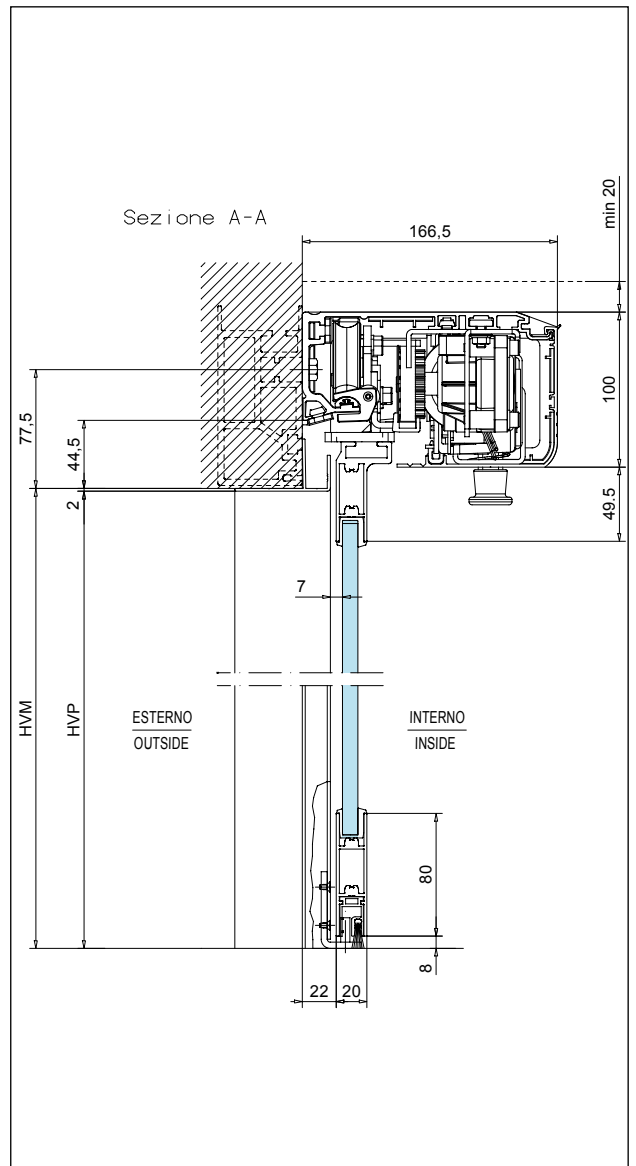 Sezione A-A
166,5
min 20
100
77,5
44,5
2
49.5
7
HVM
HVP
ESTERNO
OUTSIDE
INTERNO
INSIDE
80
8
22
20